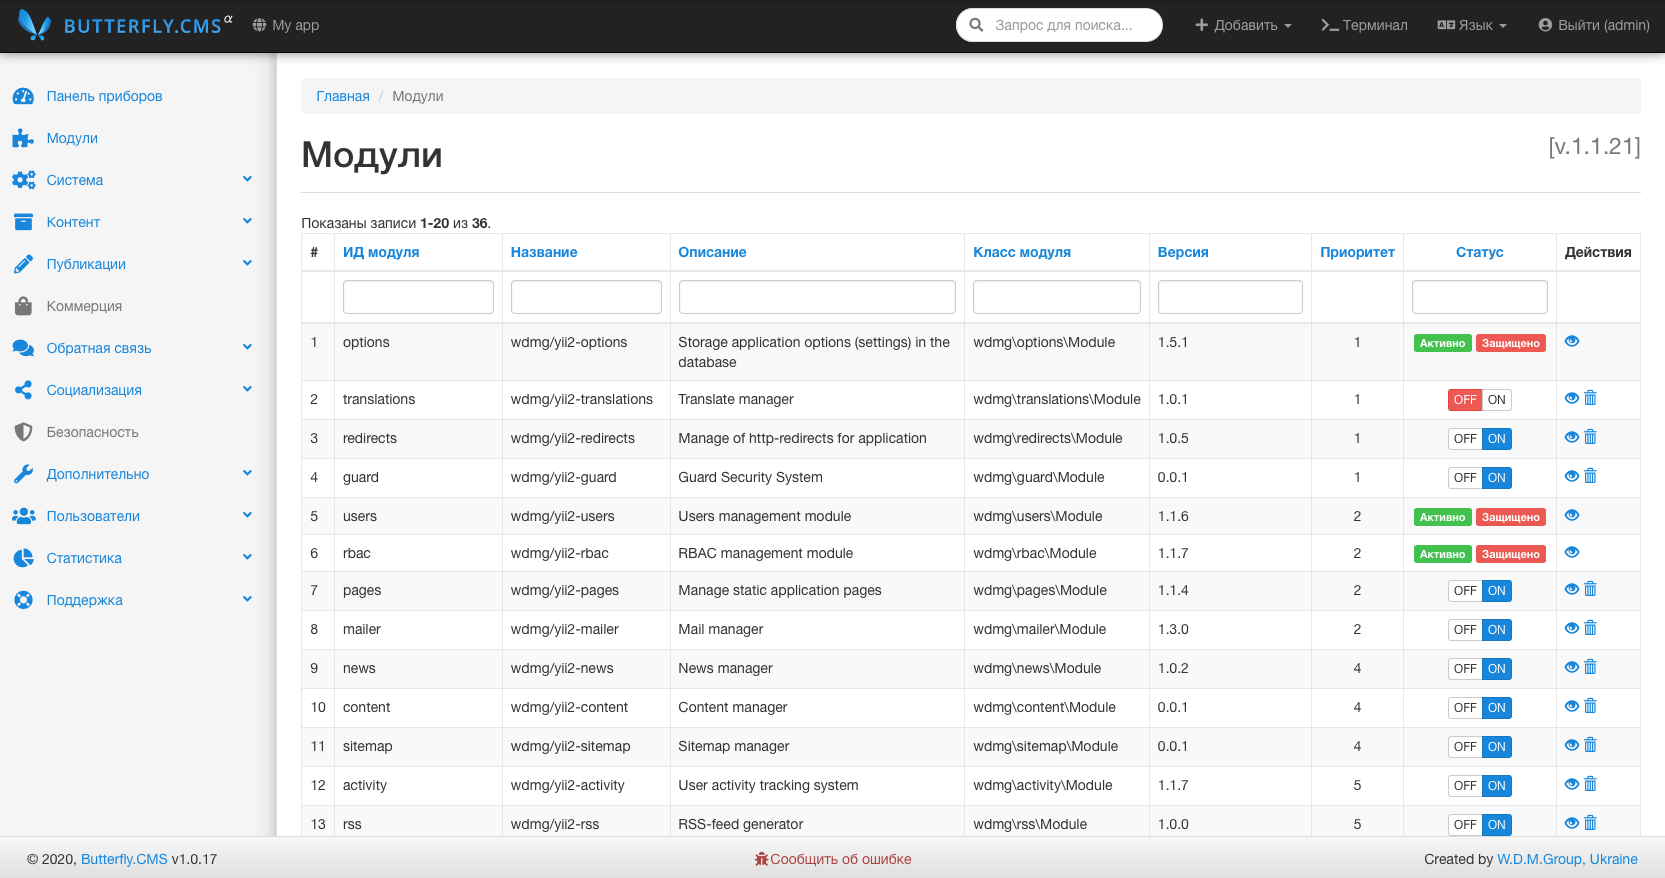 BUTTERFLY.CMS α My app Запрос для поиска... Добавить Терминал Язык Выйти (admin)
Панель приборов
Модули
Система
Контент
Публикации
Коммерция
Обратная связь
Социализация
Безопасность
Дополнительно
Пользователи
Статистика
Поддержка
Главная / Модули
Модули [v.1.1.21]
Показаны записи 1-20 из 36.
# ИД модуля Название Описание Класс модуля Версия Приоритет Статус Действия
1 options wdmg/yii2-options Storage application options (settings) in the database wdmg\options\Module 1.5.1 1 Активно Защищено
2 translations wdmg/yii2-translations Translate manager wdmg\translations\Module 1.0.1 1 OFF ON
3 redirects wdmg/yii2-redirects Manage of http-redirects for application wdmg\redirects\Module 1.0.5 1 OFF ON
4 guard wdmg/yii2-guard Guard Security System wdmg\guard\Module 0.0.1 1 OFF ON
5 users wdmg/yii2-users Users management module wdmg\users\Module 1.1.6 2 Активно Защищено
6 rbac wdmg/yii2-rbac RBAC management module wdmg\rbac\Module 1.1.7 2 Активно Защищено
7 pages wdmg/yii2-pages Manage static application pages wdmg\pages\Module 1.1.4 2 OFF ON
8 mailer wdmg/yii2-mailer Mail manager wdmg\mailer\Module 1.3.0 2 OFF ON
9 news wdmg/yii2-news News manager wdmg\news\Module 1.0.2 4 OFF ON
10 content wdmg/yii2-content Content manager wdmg\content\Module 0.0.1 4 OFF ON
11 sitemap wdmg/yii2-sitemap Sitemap manager wdmg\sitemap\Module 0.0.1 4 OFF ON
12 activity wdmg/yii2-activity User activity tracking system wdmg\activity\Module 1.1.7 5 OFF ON
13 rss wdmg/yii2-rss RSS-feed generator wdmg\rss\Module 1.0.0 5 OFF ON
© 2020, Butterfly.CMS v1.0.17 Сообщить об ошибке Created by W.D.M.Group, Ukraine